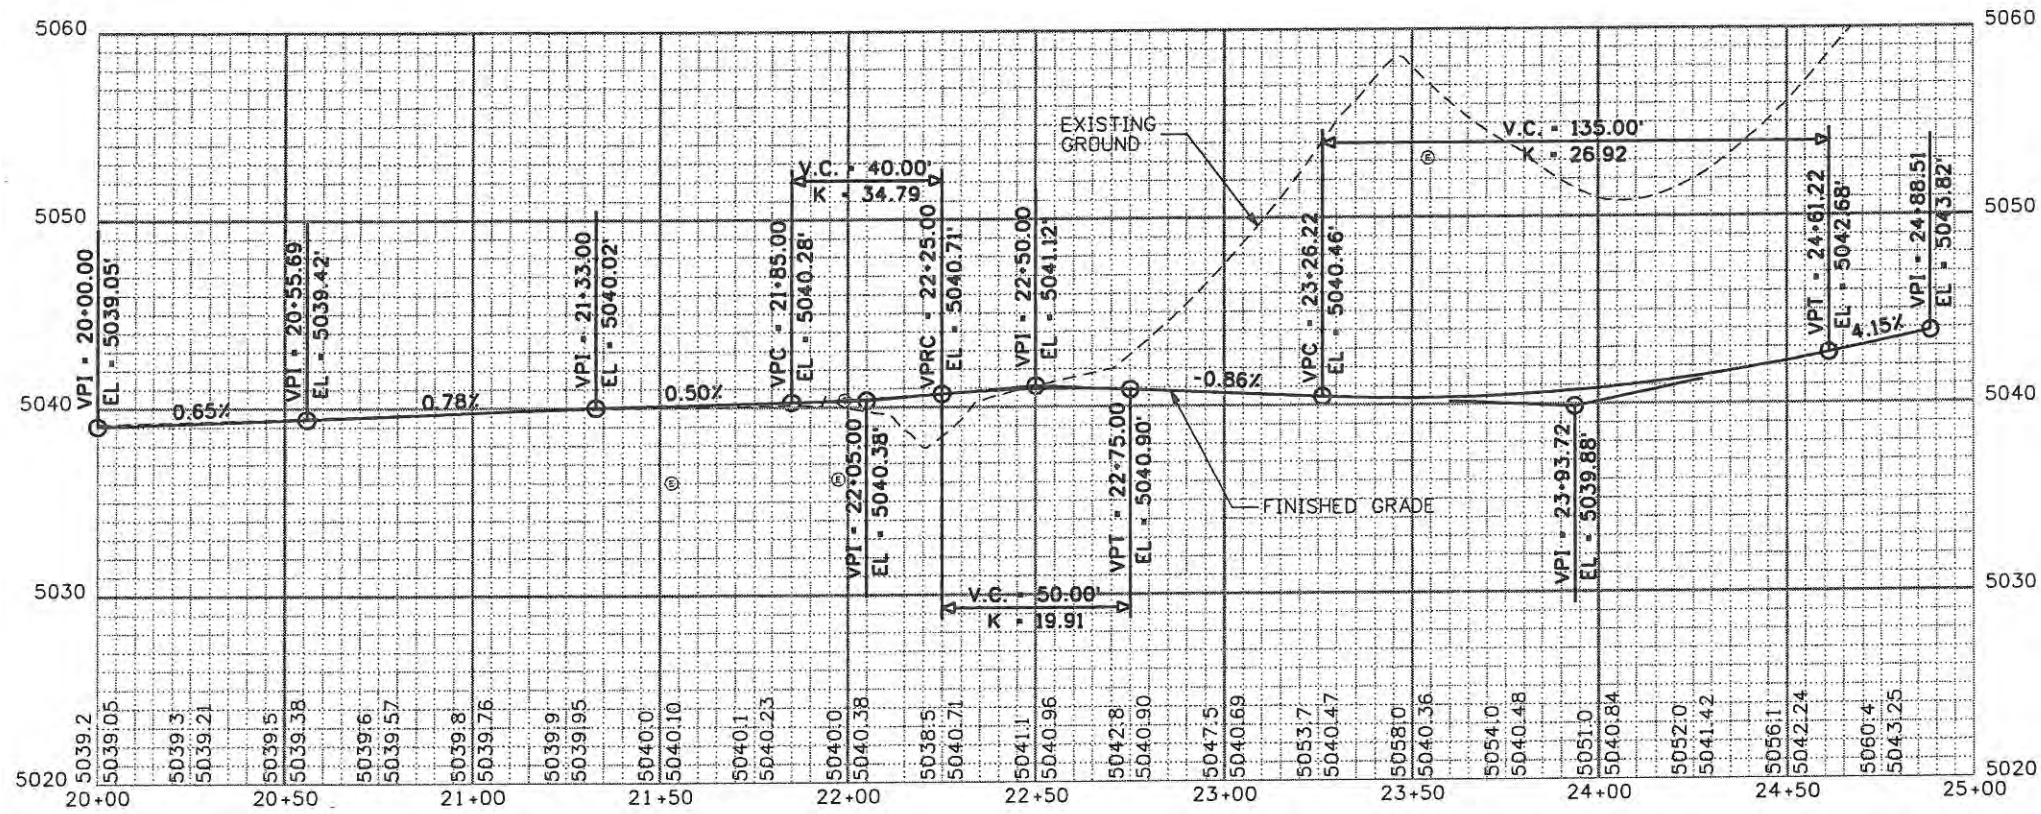 5060
5060
EXISTING
GROUND
V.C. = 135.00'
K = 26.92
V.C. = 40.00'
K = 34.79
5050
5050
VPI = 20+00.00
EL = 5039.05'
VPI = 20+55.69
EL = 5039.42'
VPI = 21+33.00
EL = 5040.02'
VPC = 21+85.00
EL = 5040.28'
VPRC = 22+25.00
EL = 5040.71'
VPI = 22+50.00
EL = 5041.12'
VPC = 23+26.22
EL = 5040.46'
VPT = 24+61.22
EL = 5042.68'
VPI = 24+88.51
EL = 5043.82'
0.65%
0.78%
0.50%
-0.86%
4.15%
5040
5040
VPI = 22+05.00
EL = 5040.38'
VPT = 22+75.00
EL = 5040.90'
VPI = 23+93.72
EL = 5039.88'
FINISHED GRADE
5030
5030
V.C. = 50.00'
K = 19.91
5039.2
5039.05
5039.3
5039.21
5039.5
5039.38
5039.6
5039.57
5039.8
5039.76
5039.9
5039.95
5040.0
5040.10
5040.1
5040.23
5040.0
5040.38
5038.5
5040.71
5041.1
5040.96
5042.8
5040.90
5047.5
5040.69
5053.7
5040.47
5058.0
5040.36
5054.0
5040.48
5051.0
5040.84
5052.0
5041.42
5056.1
5042.24
5060.4
5043.25
5020
5020
20+00
20+50
21+00
21+50
22+00
22+50
23+00
23+50
24+00
24+50
25+00